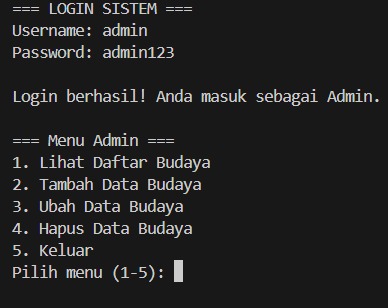 === LOGIN SISTEM ===
Username: admin
Password: admin123
Login berhasil! Anda masuk sebagai Admin.
=== Menu Admin ===
1. Lihat Daftar Budaya
2. Tambah Data Budaya
3. Ubah Data Budaya
4. Hapus Data Budaya
5. Keluar
Pilih menu (1-5):